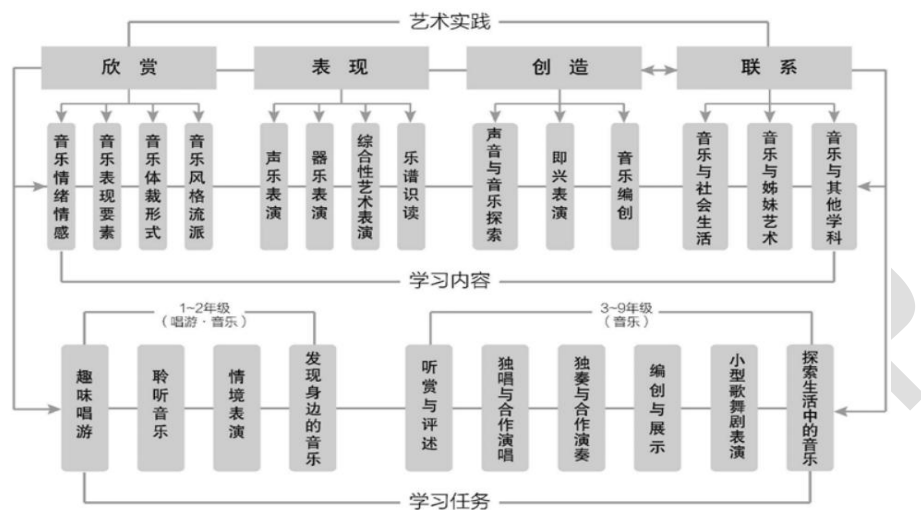 艺术实践
欣赏
表现
创造
联系
音乐情绪情感
音乐表现要素
音乐体裁形式
音乐风格流派
声乐表演
器乐表演
综合性艺术表演
乐谱识读
声音与音乐探索
即兴表演
音乐编创
音乐与社会生活
音乐与姊妹艺术
音乐与其他学科
学习内容
1~2年级
（唱游·音乐）
3~9年级
（音乐）
趣味唱游
聆听音乐
情境表演
发现身边的音乐
听赏与评述
独唱与合作演唱
独奏与合作演奏
编创与展示
小型歌舞剧表演
探索生活中的音乐
学习任务